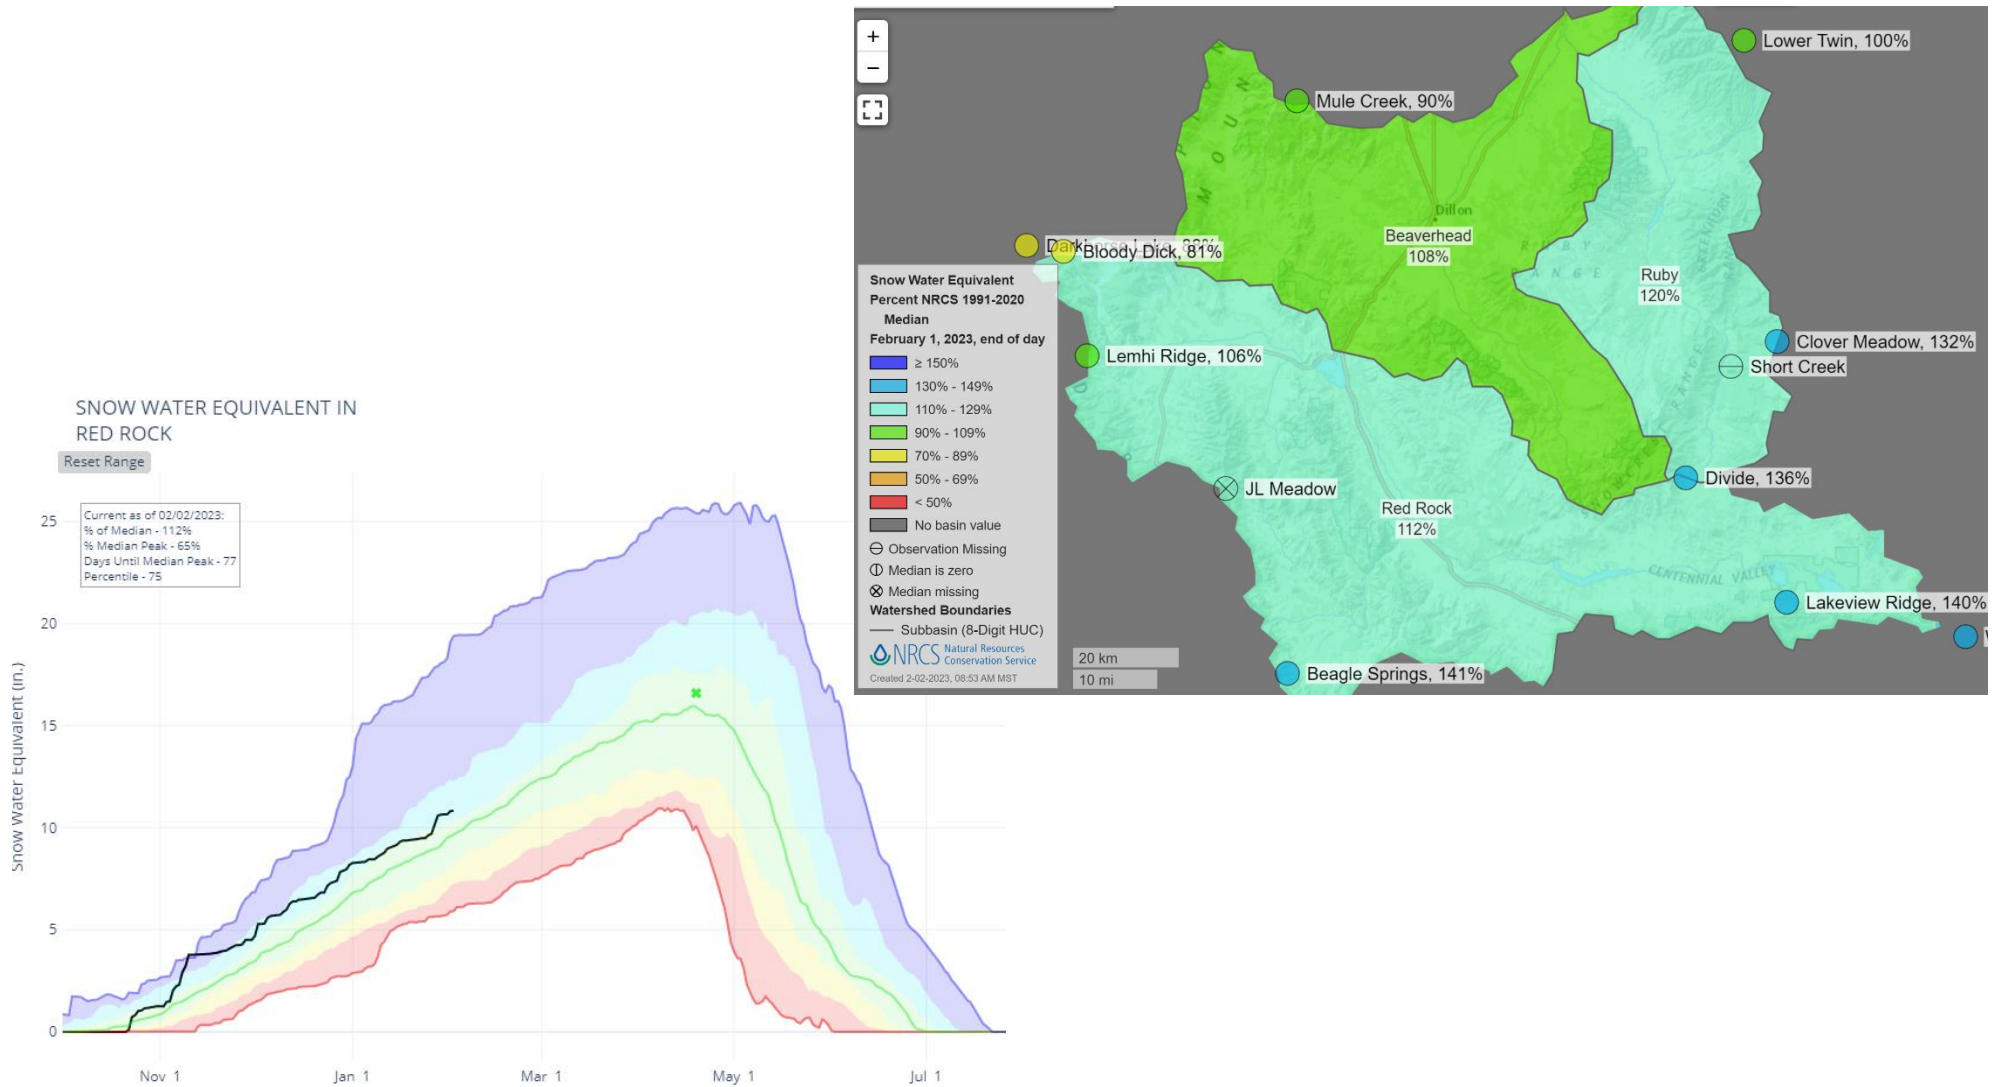 +
−
Lower Twin, 100%
Mule Creek, 90%
Dillon
Beaverhead
108%
RUBY
RANGE
Ruby
120%
Bloody Dick, 81%
Clover Meadow, 132%
Short Creek
RANGE
Lemhi Ridge, 106%
Divide, 136%
JL Meadow
Red Rock
112%
CENTENNIAL VALLEY
Lakeview Ridge, 140%
Beagle Springs, 141%
Snow Water Equivalent
Percent NRCS 1991-2020
Median
February 1, 2023, end of day
≥ 150%
130% - 149%
110% - 129%
90% - 109%
70% - 89%
50% - 69%
< 50%
No basin value
Observation Missing
Median is zero
Median missing
Watershed Boundaries
Subbasin (8-Digit HUC)
NRCS Natural Resources
Conservation Service
Created 2-02-2023, 08:53 AM MST
20 km
10 mi
SNOW WATER EQUIVALENT IN
RED ROCK
Reset Range
Current as of 02/02/2023:
% of Median - 112%
% Median Peak - 65%
Days Until Median Peak - 77
Percentile - 75
Snow Water Equivalent (in.)
25
20
15
10
5
0
Nov 1
Jan 1
Mar 1
May 1
Jul 1